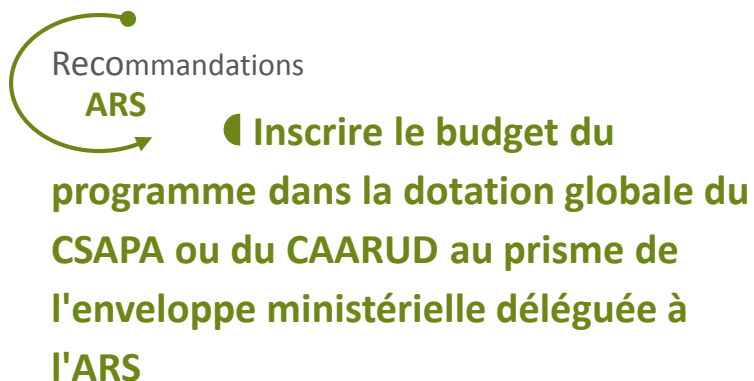 Recommandations
ARS
Inscrire le budget du
programme dans la dotation globale du
CSAPA ou du CAARUD au prisme de
l'enveloppe ministérielle déléguée à
l'ARS